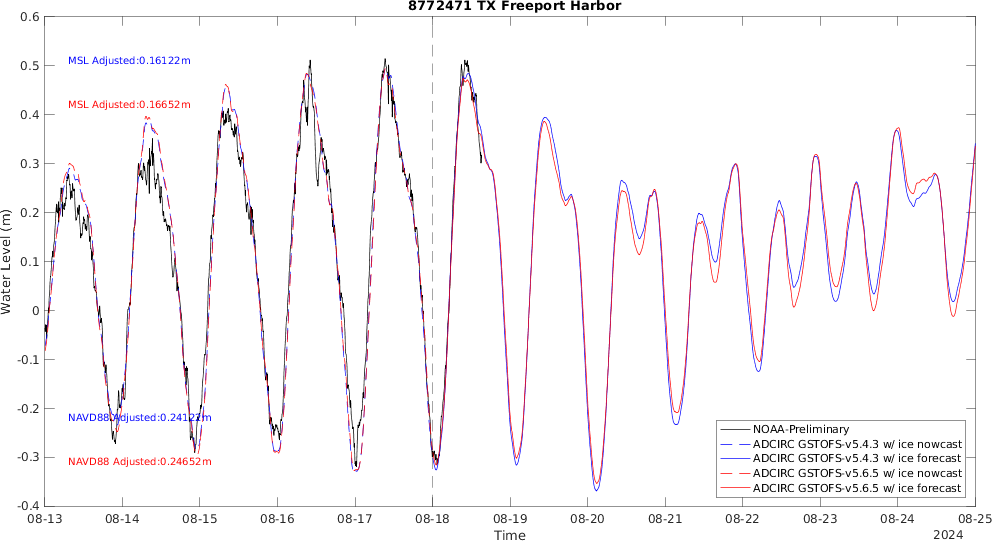 8772471 TX Freeport Harbor
0.6
0.5
0.4
0.3
0.2
0.1
0
-0.1
-0.2
-0.3
-0.4
Water Level (m)
MSL Adjusted:0.16122m
MSL Adjusted:0.16652m
NAVD88 Adjusted:0.24122m
NAVD88 Adjusted:0.24652m
NOAA-Preliminary
ADCIRC GSTOFS-v5.4.3 w/ ice nowcast
ADCIRC GSTOFS-v5.4.3 w/ ice forecast
ADCIRC GSTOFS-v5.6.5 w/ ice nowcast
ADCIRC GSTOFS-v5.6.5 w/ ice forecast
08-13 08-14 08-15 08-16 08-17 08-18 08-19 08-20 08-21 08-22 08-23 08-24 08-25
Time
2024